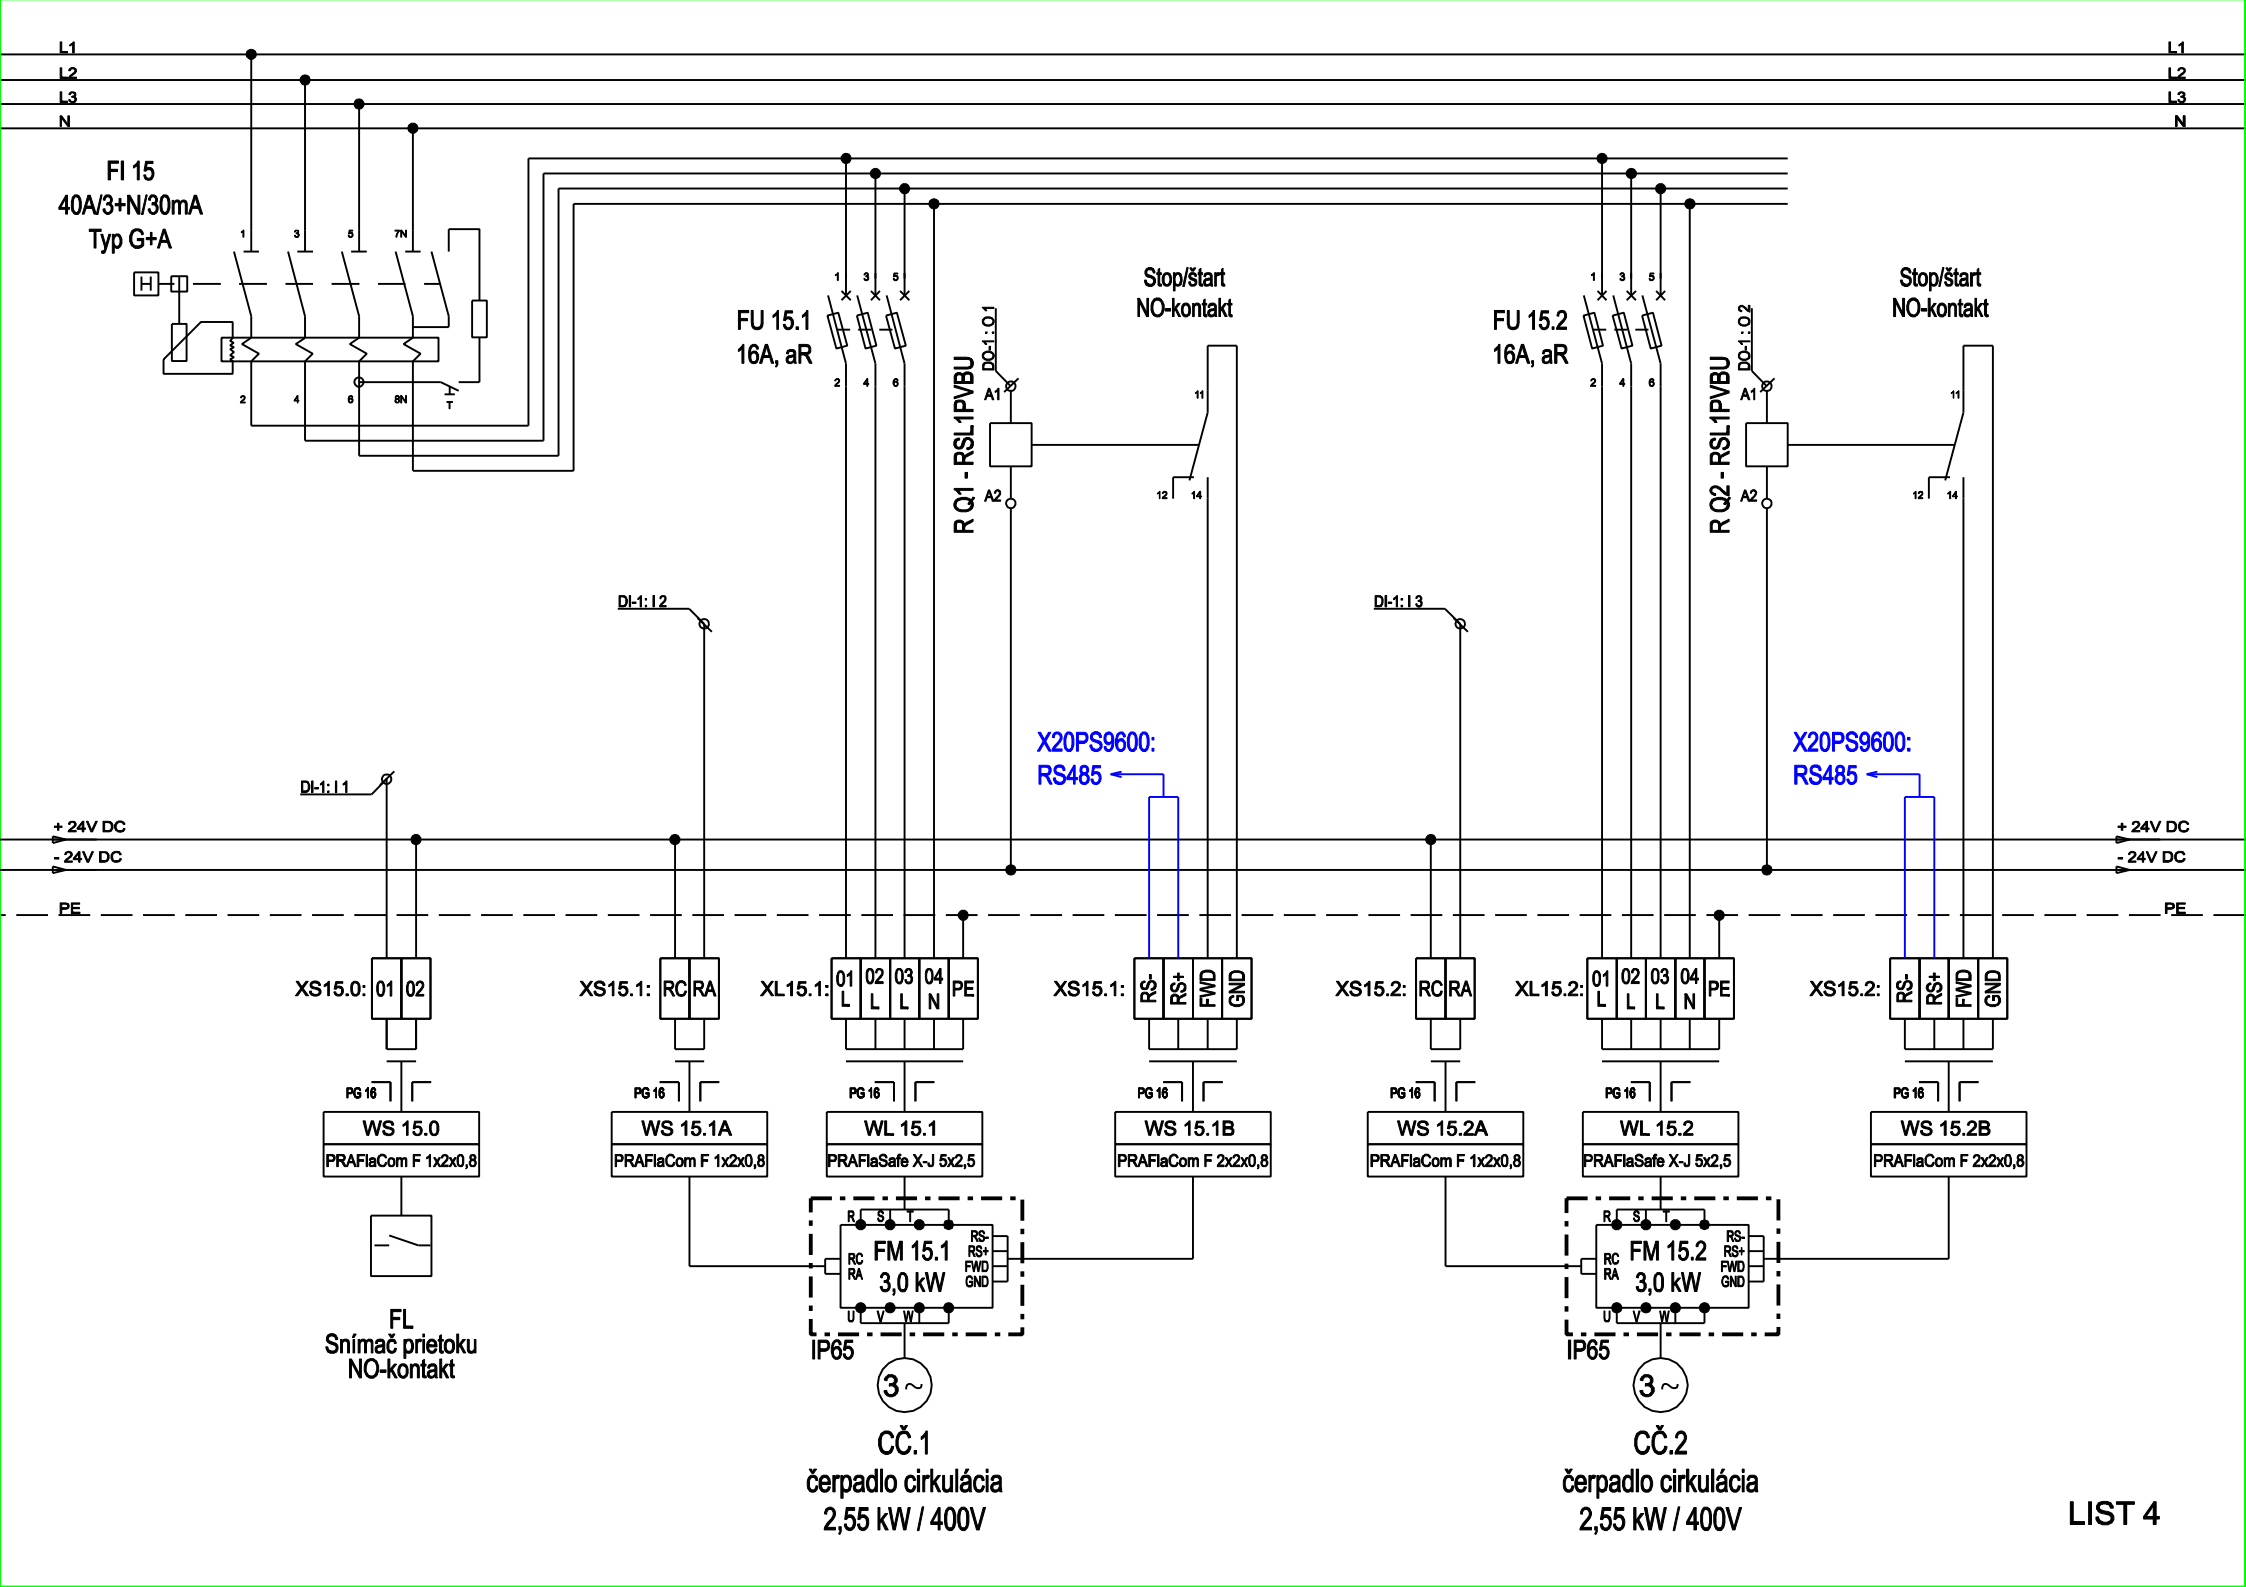 L1 L1
L2 L2
L3 L3
N N
FI 15
40A/3+N/30mA
Typ G+A
1 3 5 7N
H
2 4 6 8N
T
FU 15.1
16A, aR
1 3 5
2 4 6
R Q1 - RSL1PVBU
DO-1: O 1
A1
A2
Stop/štart
NO-kontakt
11
12 14
FU 15.2
16A, aR
1 3 5
2 4 6
R Q2 - RSL1PVBU
DO-1: O 2
A1
A2
Stop/štart
NO-kontakt
11
12 14
DI-1: I 2
DI-1: I 3
X20PS9600:
RS485
X20PS9600:
RS485
DI-1: I 1
+ 24V DC + 24V DC
- 24V DC - 24V DC
PE PE
XS15.0: 01 02
XS15.1: RC RA
XL15.1: 01 L 02 L 03 L 04 N PE
XS15.1: RS- RS+ FWD GND
XS15.2: RC RA
XL15.2: 01 L 02 L 03 L 04 N PE
XS15.2: RS- RS+ FWD GND
PG 16 PG 16 PG 16 PG 16 PG 16 PG 16 PG 16
WS 15.0
PRAFlaCom F 1x2x0,8
WS 15.1A
PRAFlaCom F 1x2x0,8
WL 15.1
PRAFlaSafe X-J 5x2,5
WS 15.1B
PRAFlaCom F 2x2x0,8
WS 15.2A
PRAFlaCom F 1x2x0,8
WL 15.2
PRAFlaSafe X-J 5x2,5
WS 15.2B
PRAFlaCom F 2x2x0,8
FL
Snímač prietoku
NO-kontakt
R S T
RC
RA
FM 15.1
3,0 kW
RS-
RS+
FWD
GND
U V W
IP65
3 ~
CČ.1
čerpadlo cirkulácia
2,55 kW / 400V
R S T
RC
RA
FM 15.2
3,0 kW
RS-
RS+
FWD
GND
U V W
IP65
3 ~
CČ.2
čerpadlo cirkulácia
2,55 kW / 400V
LIST 4